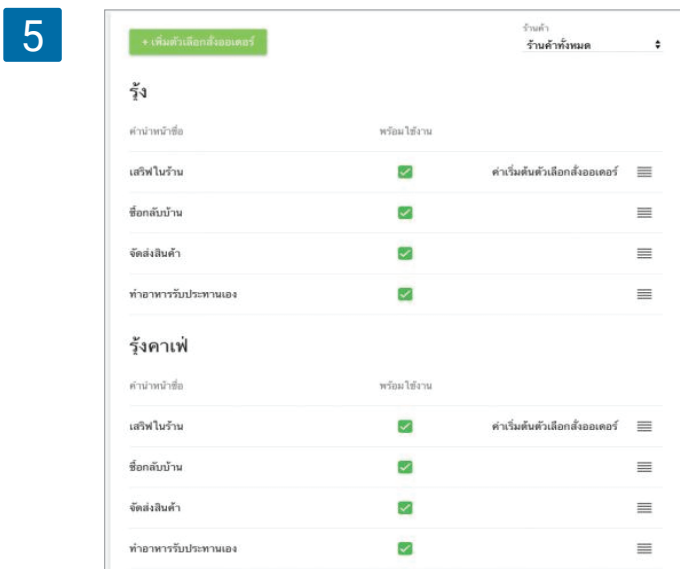 5
+ เพิ่มตัวเลือกสั่งออเดอร์
ร้านค้า
ร้านค้าทั้งหมด
รุ้ง
คำนำหน้าชื่อ
พร้อมใช้งาน
เสริฟในร้าน
ค่าเริ่มต้นตัวเลือกสั่งออเดอร์
ซื้อกลับบ้าน
จัดส่งสินค้า
ทำอาหารรับประทานเอง
รุ้งคาเฟ่
คำนำหน้าชื่อ
พร้อมใช้งาน
เสริฟในร้าน
ค่าเริ่มต้นตัวเลือกสั่งออเดอร์
ซื้อกลับบ้าน
จัดส่งสินค้า
ทำอาหารรับประทานเอง